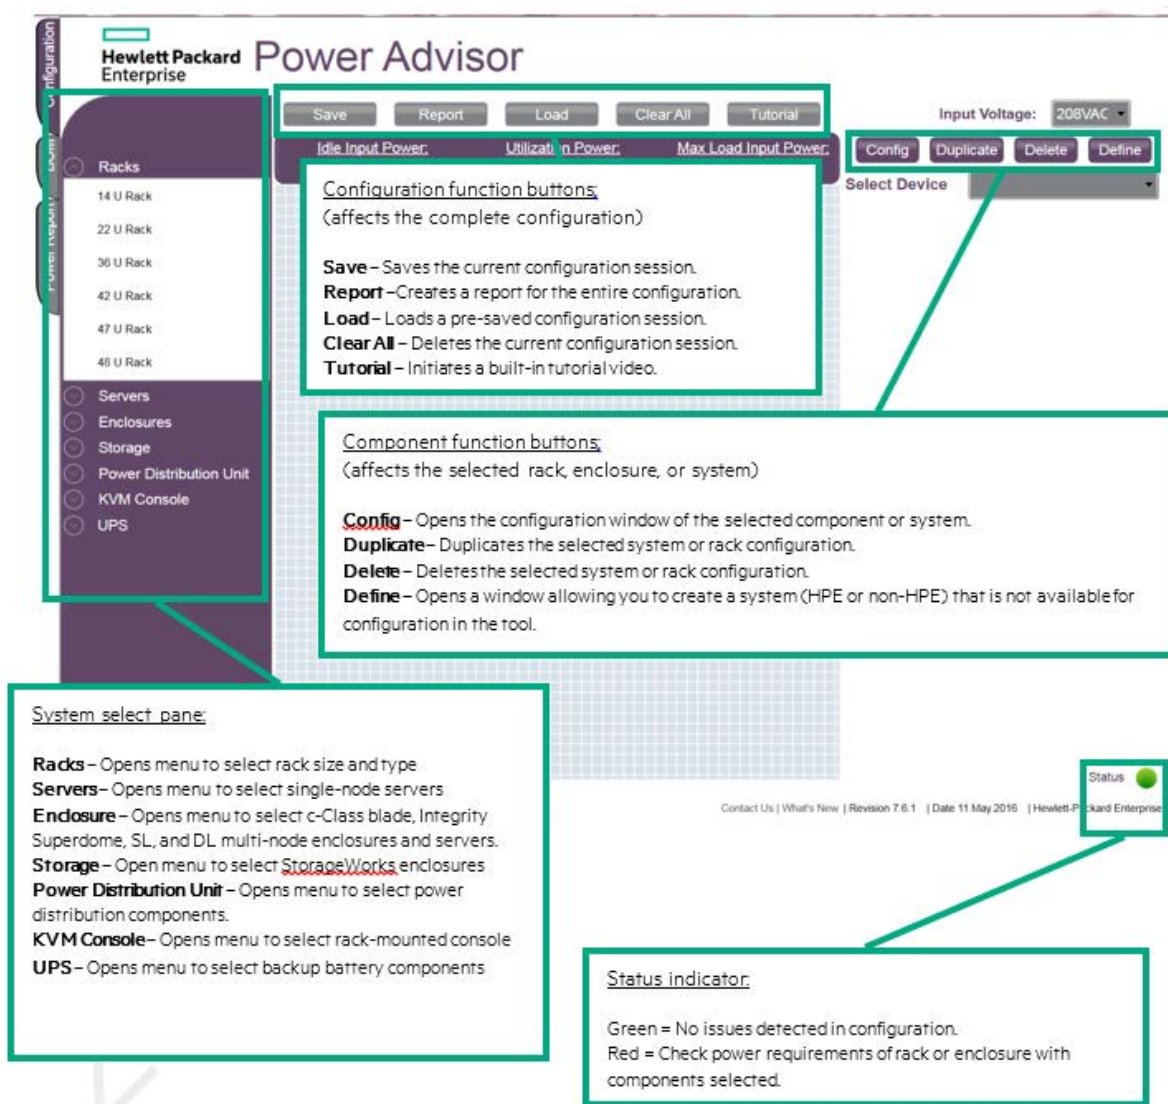 Configuration
Hewlett Packard
Enterprise
Power Advisor
Save
Report
Load
Clear All
Tutorial
Input Voltage:
208VAC
Idle Input Power:
Utilization Power:
Max Load Input Power:
Config
Duplicate
Delete
Define
Select Device
BOM
Power Report
Racks
14 U Rack
22 U Rack
36 U Rack
42 U Rack
47 U Rack
48 U Rack
Servers
Enclosures
Storage
Power Distribution Unit
KVM Console
UPS
Configuration function buttons;
(affects the complete configuration)
Save – Saves the current configuration session.
Report –Creates a report for the entire configuration.
Load – Loads a pre-saved configuration session.
Clear All – Deletes the current configuration session.
Tutorial – Initiates a built-in tutorial video.
Component function buttons;
(affects the selected rack, enclosure, or system)
Config – Opens the configuration window of the selected component or system.
Duplicate – Duplicates the selected system or rack configuration.
Delete – Deletes the selected system or rack configuration.
Define – Opens a window allowing you to create a system (HPE or non-HPE) that is not available for
configuration in the tool.
System select pane:
Racks – Opens menu to select rack size and type
Servers – Opens menu to select single-node servers
Enclosure – Opens menu to select c-Class blade, Integrity
Superdome, SL, and DL multi-node enclosures and servers.
Storage – Open menu to select StorageWorks enclosures
Power Distribution Unit – Opens menu to select power
distribution components.
KVM Console – Opens menu to select rack-mounted console
UPS – Opens menu to select backup battery components
Status
Contact Us | What's New | Revision 7.6.1 | Date 11.May.2016 | Hewlett-Packard Enterprise
Status indicator:
Green = No issues detected in configuration.
Red = Check power requirements of rack or enclosure with
components selected.